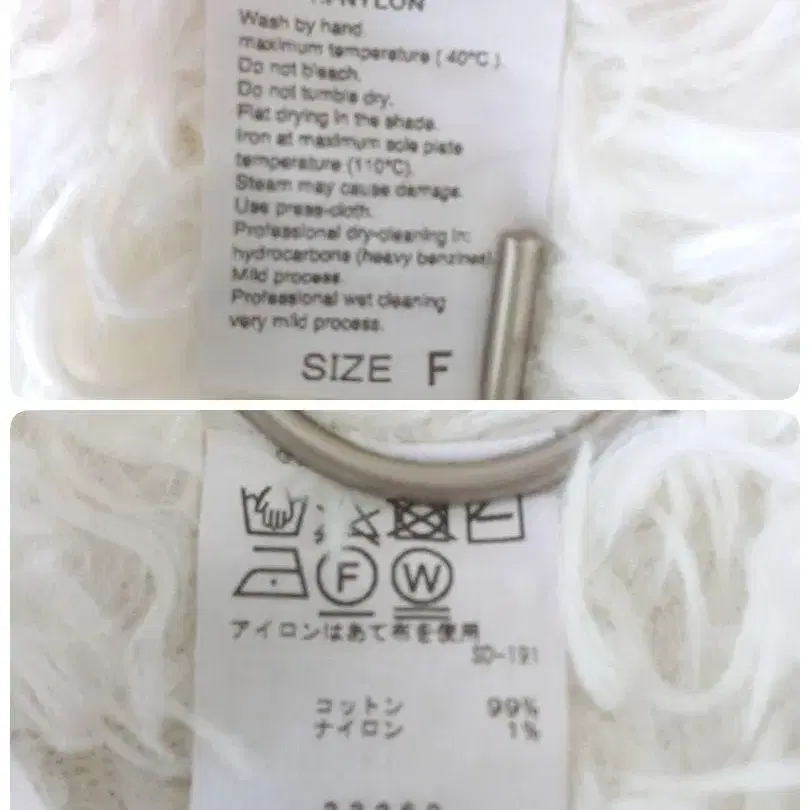 NYLON
Wash by hand.
maximum temperature (40°C).
Do not bleach.
Do not tumble dry.
Flat drying in the shade.
Iron at maximum sole plate
temperature (110°C).
Steam may cause damage.
Use press-cloth.
Professional dry-cleaning in:
hydrocarbons (heavy benzines)
Mild process.
Professional wet cleaning
very mild process.
SIZE F
F W
アイロンはあて布を使用
SD-191
コットン 99%
ナイロン 1%